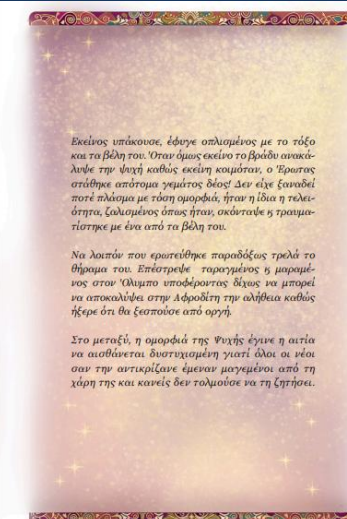 Εκείνος υπάκουσε, έφυγε οπλισμένος με το τόξο
και τα βέλη του. Όταν όμως εκείνο το βράδυ ανακά-
λυψε την ψυχή καθώς εκείνη κοιμόταν, ο Έρωτας
στάθηκε απότομα γεμάτος δέος! Δεν είχε ξαναδεί
ποτέ πλάσμα με τόση ομορφιά, ήταν η ίδια η τελει-
ότητα, ζαλισμένος όπως ήταν, σκόνταψε ϗ τραυμα-
τίστηκε με ένα από τα βέλη του.
Να λοιπόν που ερωτεύθηκε παραδόξως τρελά το
θήραμα του. Επέστρεψε ταραγμένος ϗ μαραμέ-
νος στον Όλυμπο υποφέροντας δίχως να μπορεί
να αποκαλύψει στην Αφροδίτη την αλήθεια καθώς
ήξερε ότι θα ξεσπούσε από οργή.
Στο μεταξύ, η ομορφιά της Ψυχής έγινε η αιτία
να αισθάνεται δυστυχισμένη γιατί όλοι οι νέοι
σαν την αντικρίζανε έμεναν μαγεμένοι από τη
χάρη της και κανείς δεν τολμούσε να τη ζητήσει.